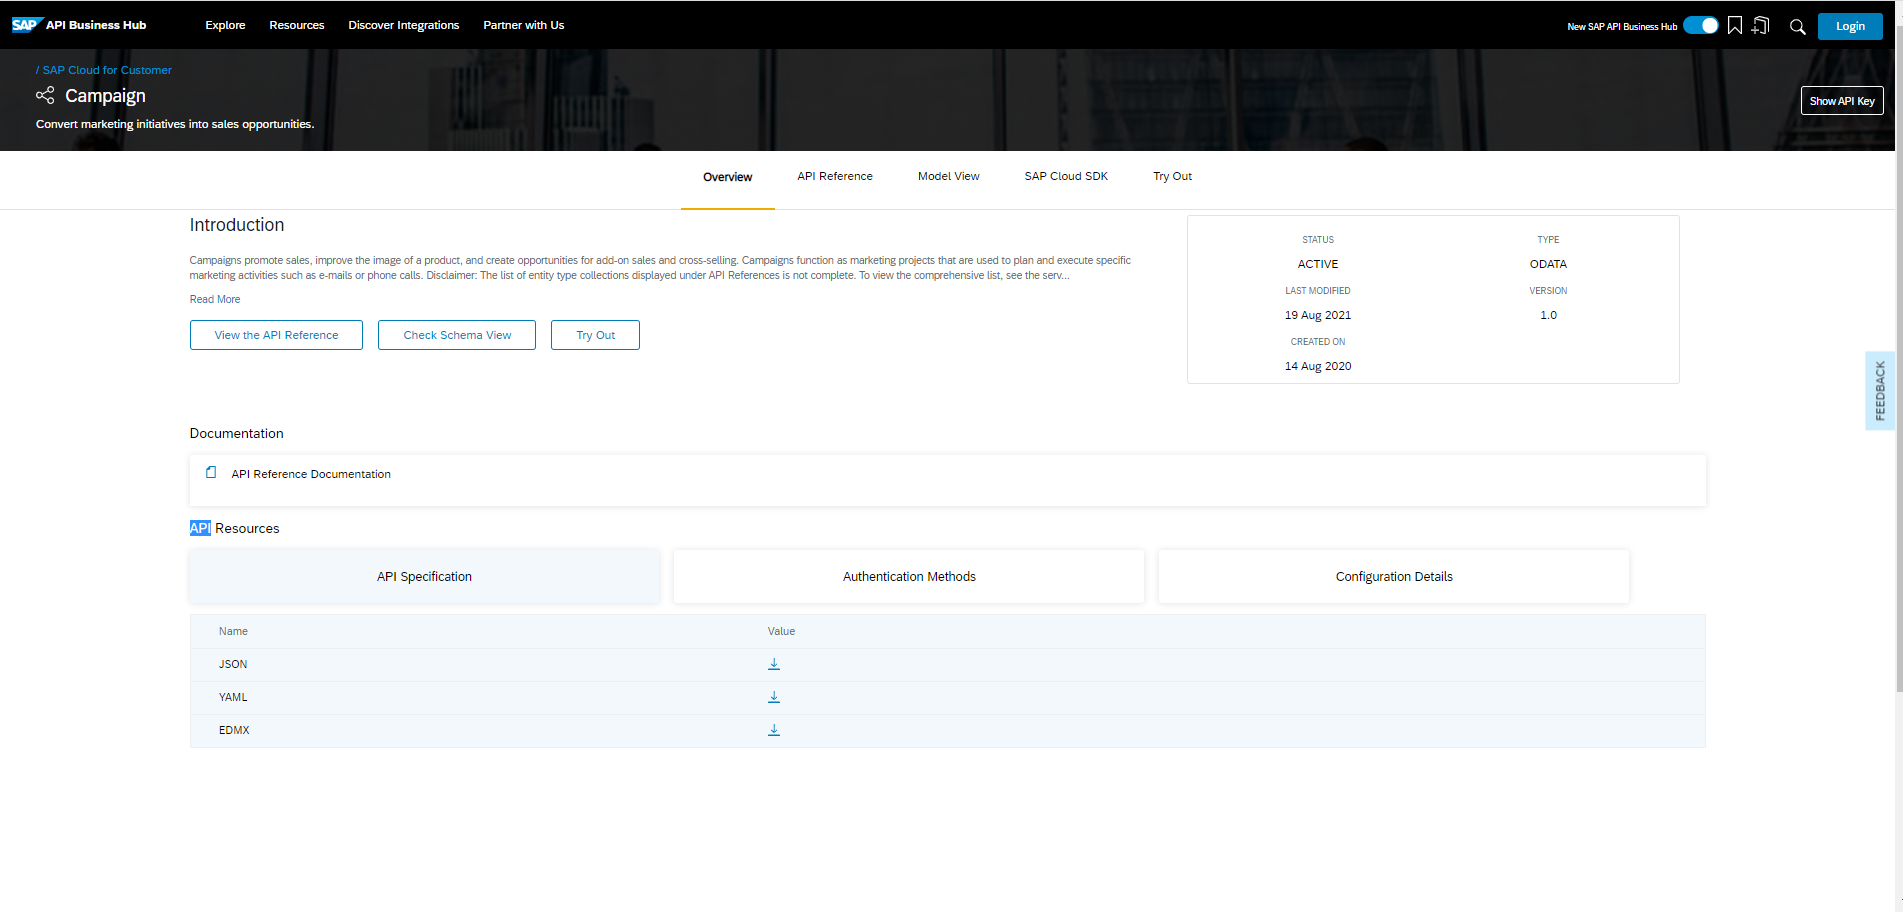 SAP API Business Hub Explore Resources Discover Integrations Partner with Us New SAP API Business Hub Login
/ SAP Cloud for Customer
Campaign
Show API Key
Convert marketing initiatives into sales opportunities.
Overview API Reference Model View SAP Cloud SDK Try Out
Introduction
Campaigns promote sales, improve the image of a product, and create opportunities for add-on sales and cross-selling. Campaigns function as marketing projects that are used to plan and execute specific
marketing activities such as e-mails or phone calls. Disclaimer: The list of entity type collections displayed under API References is not complete. To view the comprehensive list, see the serv...
Read More
View the API Reference Check Schema View Try Out
STATUS TYPE
ACTIVE ODATA
LAST MODIFIED VERSION
19 Aug 2021 1.0
CREATED ON
14 Aug 2020
FEEDBACK
Documentation
API Reference Documentation
API Resources
API Specification Authentication Methods Configuration Details
Name Value
JSON
YAML
EDMX